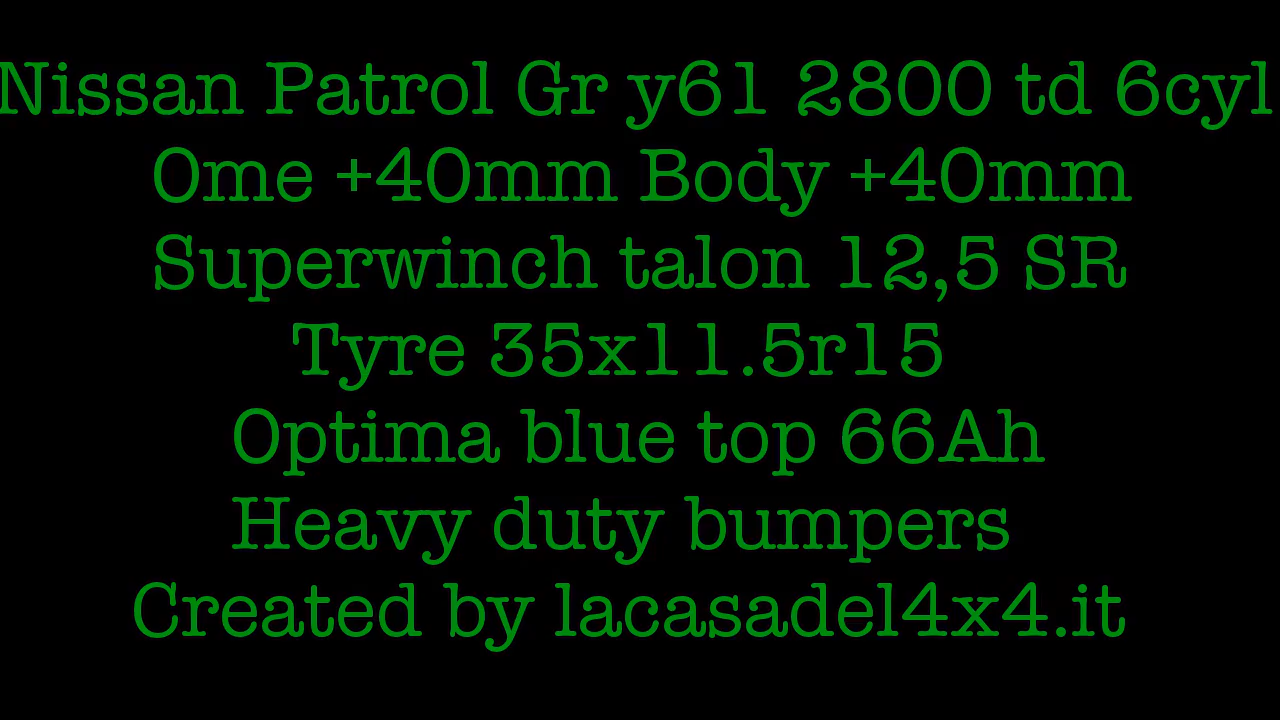 Nissan Patrol Gr y61 2800 td 6cyl
Ome +40mm Body +40mm
Superwinch talon 12,5 SR
Tyre 35x11.5r15
Optima blue top 66Ah
Heavy duty bumpers
Created by lacasadel4x4.it